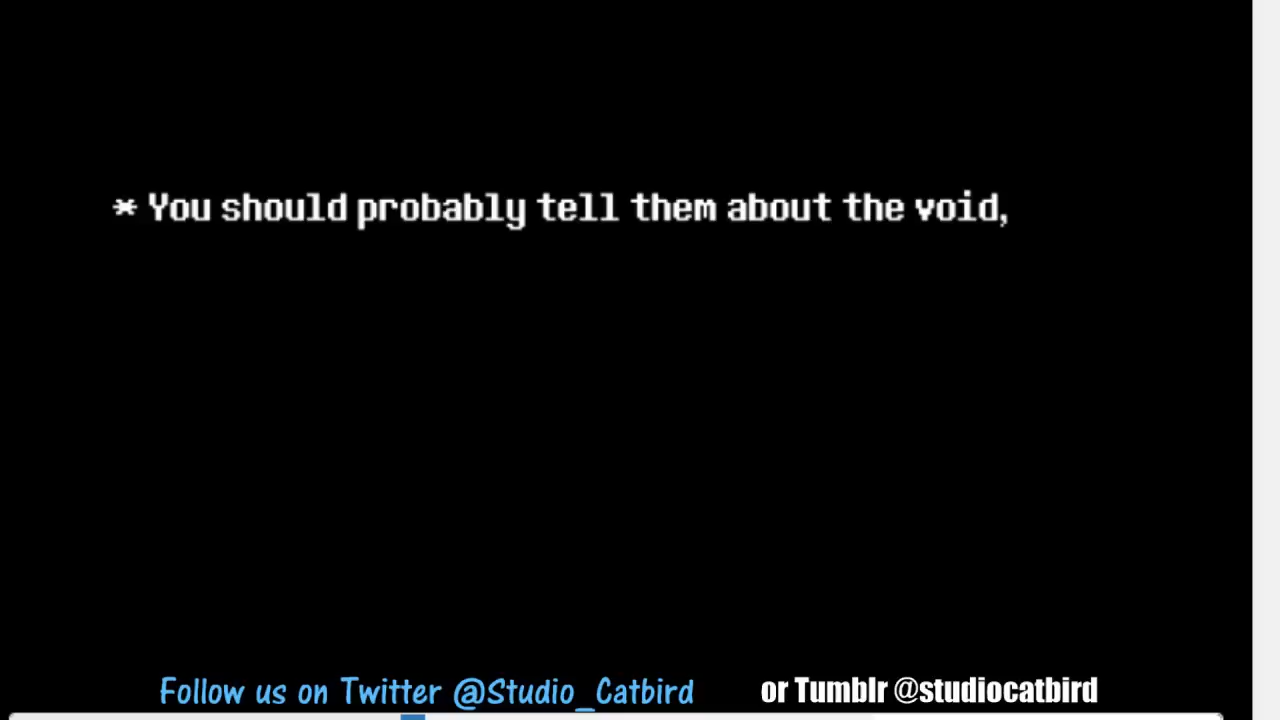 * You should probably tell them about the void,
Follow us on Twitter @Studio_Catbird or Tumblr @studiocatbird